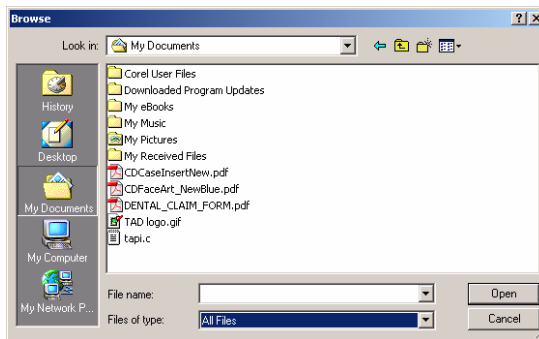 Browse
Look in: My Documents
History
Desktop
My Documents
My Computer
My Network P...
Corel User Files
Downloaded Program Updates
My eBooks
My Music
My Pictures
My Received Files
CDCaseInsertNew.pdf
CDFaceArt_NewBlue.pdf
DENTAL_CLAIM_FORM.pdf
TAD logo.gif
tapi.c
File name: Open
Files of type: All Files Cancel